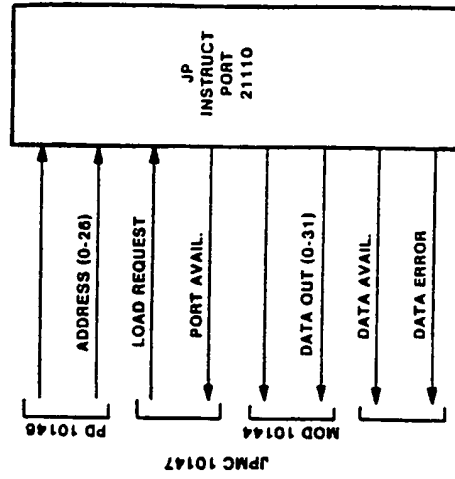 JP
INSTRUCT
PORT
21110
ADDRESS (0-26)
LOAD REQUEST
PORT AVAIL.
DATA OUT (0-31)
DATA AVAIL.
DATA ERROR
PD 10146
MOD 10144
JPMC 10147